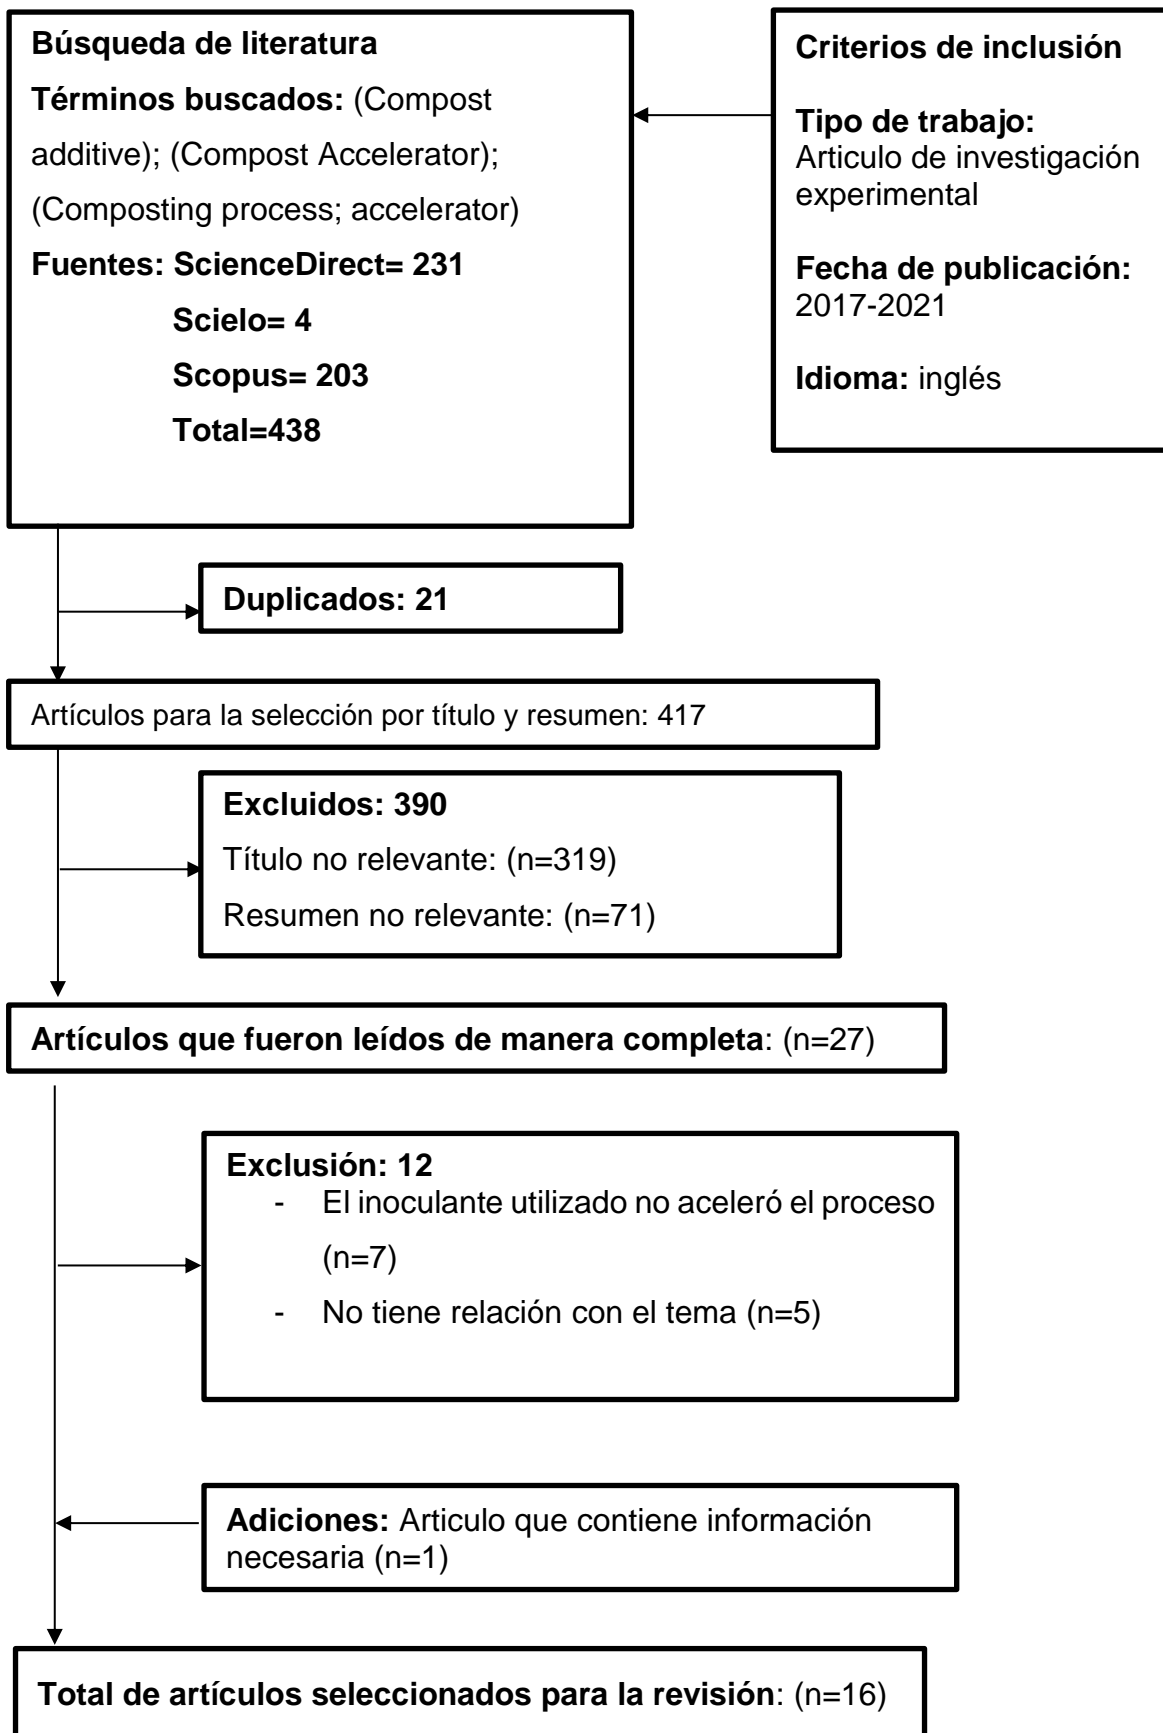 Búsqueda de literatura
Términos buscados: (Compost
additive); (Compost Accelerator);
(Composting process; accelerator)
Fuentes: ScienceDirect= 231
Scielo= 4
Scopus= 203
Total=438
Criterios de inclusión
Tipo de trabajo:
Articulo de investigación
experimental
Fecha de publicación:
2017-2021
Idioma: inglés
Duplicados: 21
Artículos para la selección por título y resumen: 417
Excluidos: 390
Título no relevante: (n=319)
Resumen no relevante: (n=71)
Artículos que fueron leídos de manera completa: (n=27)
Exclusión: 12
- El inoculante utilizado no aceleró el proceso
(n=7)
- No tiene relación con el tema (n=5)
Adiciones: Articulo que contiene información
necesaria (n=1)
Total de artículos seleccionados para la revisión: (n=16)